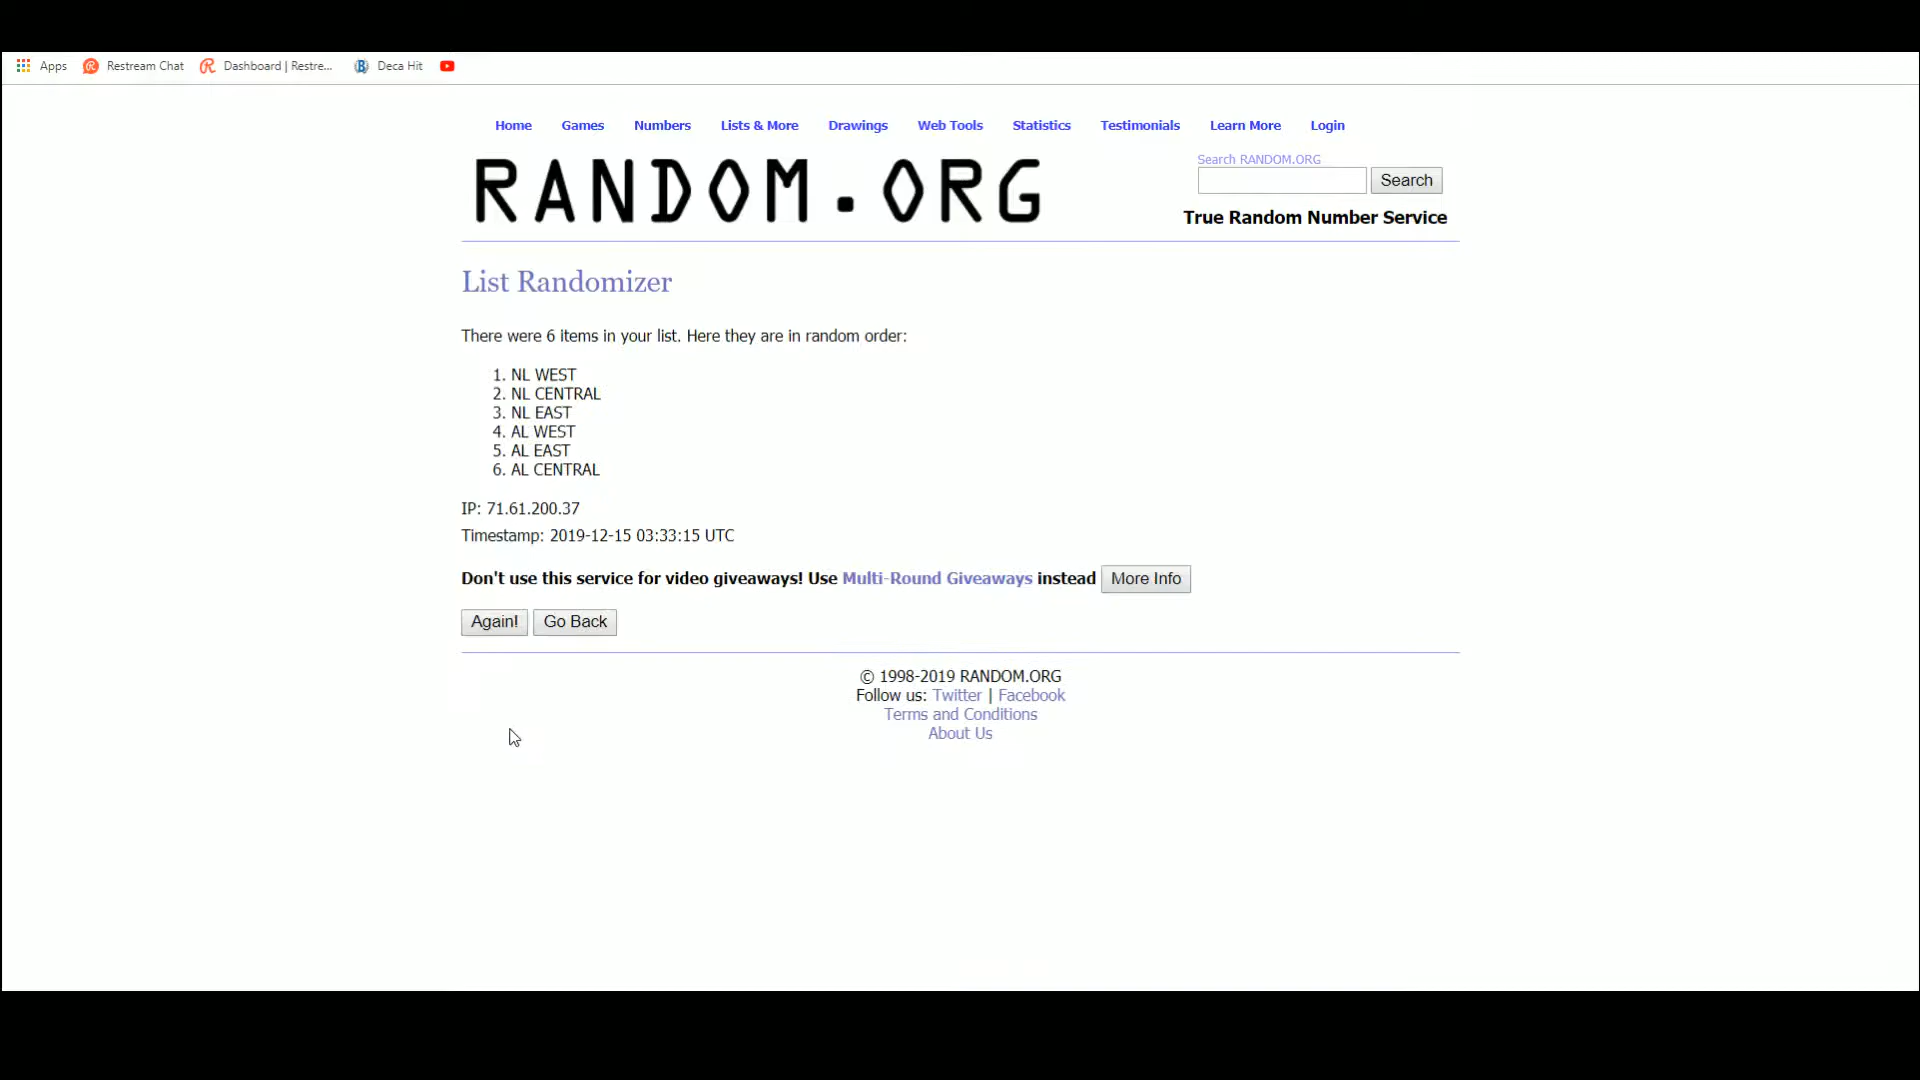 Apps Restream Chat Dashboard | Restre... Deca Hit
Home Games Numbers Lists & More Drawings Web Tools Statistics Testimonials Learn More Login
RANDOM.ORG
Search RANDOM.ORG
Search
True Random Number Service
List Randomizer
There were 6 items in your list. Here they are in random order:
1. NL WEST
2. NL CENTRAL
3. NL EAST
4. AL WEST
5. AL EAST
6. AL CENTRAL
IP: 71.61.200.37
Timestamp: 2019-12-15 03:33:15 UTC
Don't use this service for video giveaways! Use Multi-Round Giveaways instead More Info
Again! Go Back
© 1998-2019 RANDOM.ORG
Follow us: Twitter | Facebook
Terms and Conditions
About Us